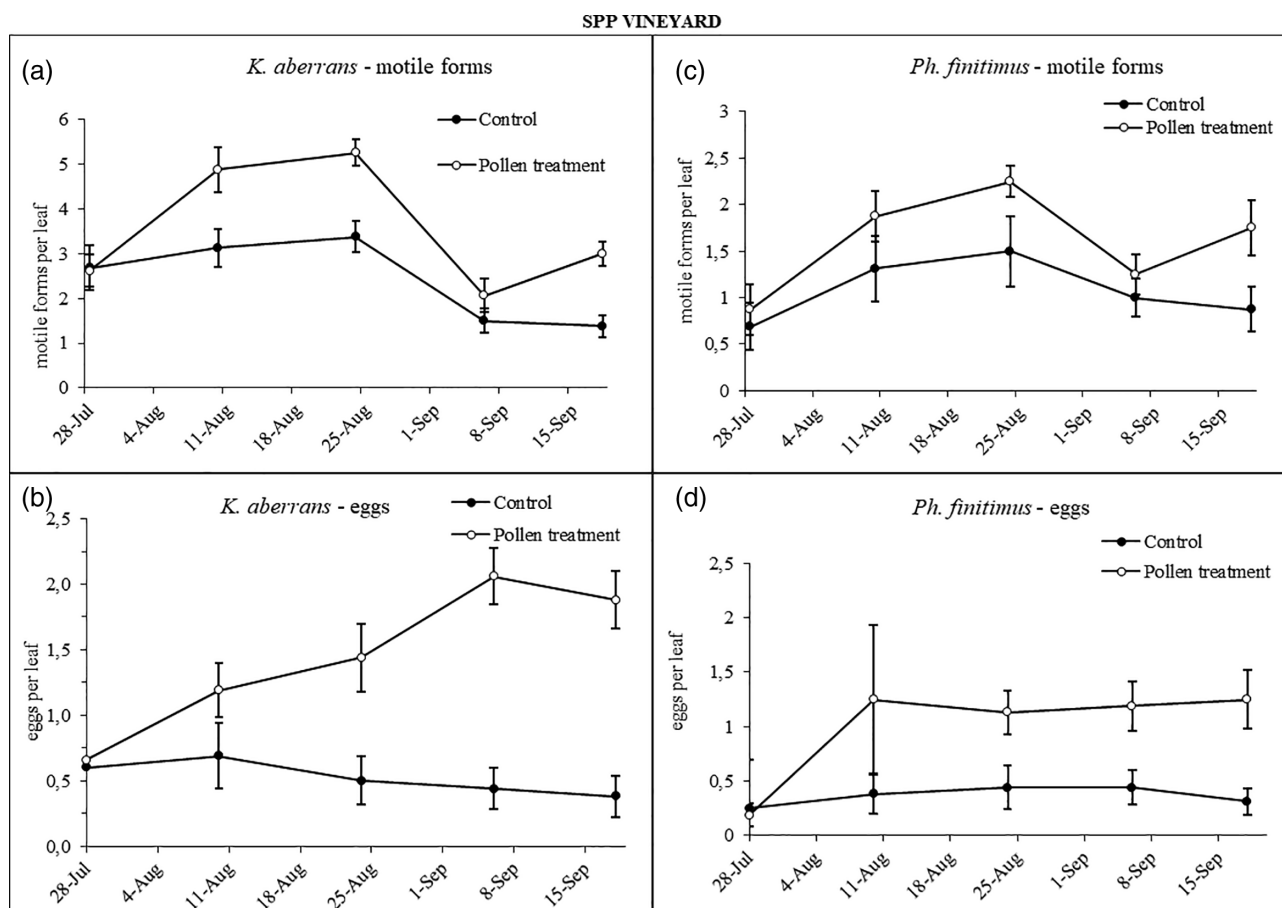 SPP VINEYARD
(a)
K. aberrans - motile forms
Control
Pollen treatment
motile forms per leaf
6
5
4
3
2
1
0
28-Jul
4-Aug
11-Aug
18-Aug
25-Aug
1-Sep
8-Sep
15-Sep
(c)
Ph. finitimus - motile forms
Control
Pollen treatment
motile forms per leaf
3
2,5
2
1,5
1
0,5
0
28-Jul
4-Aug
11-Aug
18-Aug
25-Aug
1-Sep
8-Sep
15-Sep
(b)
K. aberrans - eggs
Control
Pollen treatment
eggs per leaf
2,5
2,0
1,5
1,0
0,5
0,0
28-Jul
4-Aug
11-Aug
18-Aug
25-Aug
1-Sep
8-Sep
15-Sep
(d)
Ph. finitimus - eggs
Control
Pollen treatment
eggs per leaf
2,5
2
1,5
1
0,5
0
28-Jul
4-Aug
11-Aug
18-Aug
25-Aug
1-Sep
8-Sep
15-Sep